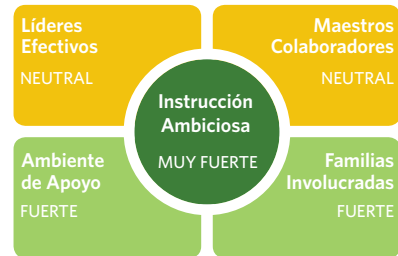 Líderes
Efectivos
NEUTRAL
Maestros
Colaboradores
NEUTRAL
Instrucción
Ambiciosa
MUY FUERTE
Ambiente
de Apoyo
FUERTE
Familias
Involucradas
FUERTE